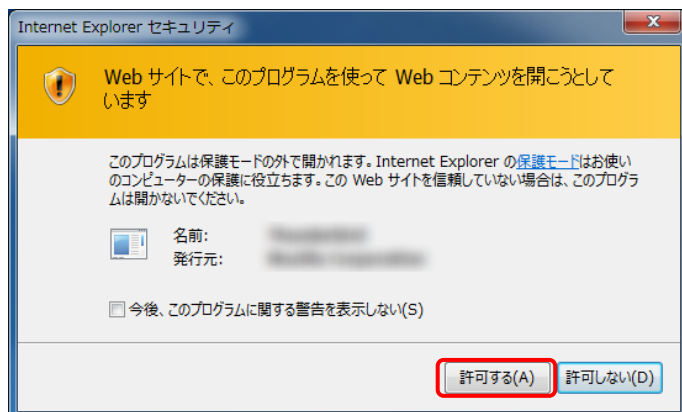 Internet Explorer セキュリティ
Web サイトで、このプログラムを使って Web コンテンツを開こうとして
います
このプログラムは保護モードの外で開かれます。Internet Explorer の保護モードはお使い
のコンピューターの保護に役立ちます。この Web サイトを信頼していない場合は、このプログラ
ムは開かないでください。
名前:
発行元:
今後、このプログラムに関する警告を表示しない(S)
許可する(A) 許可しない(D)